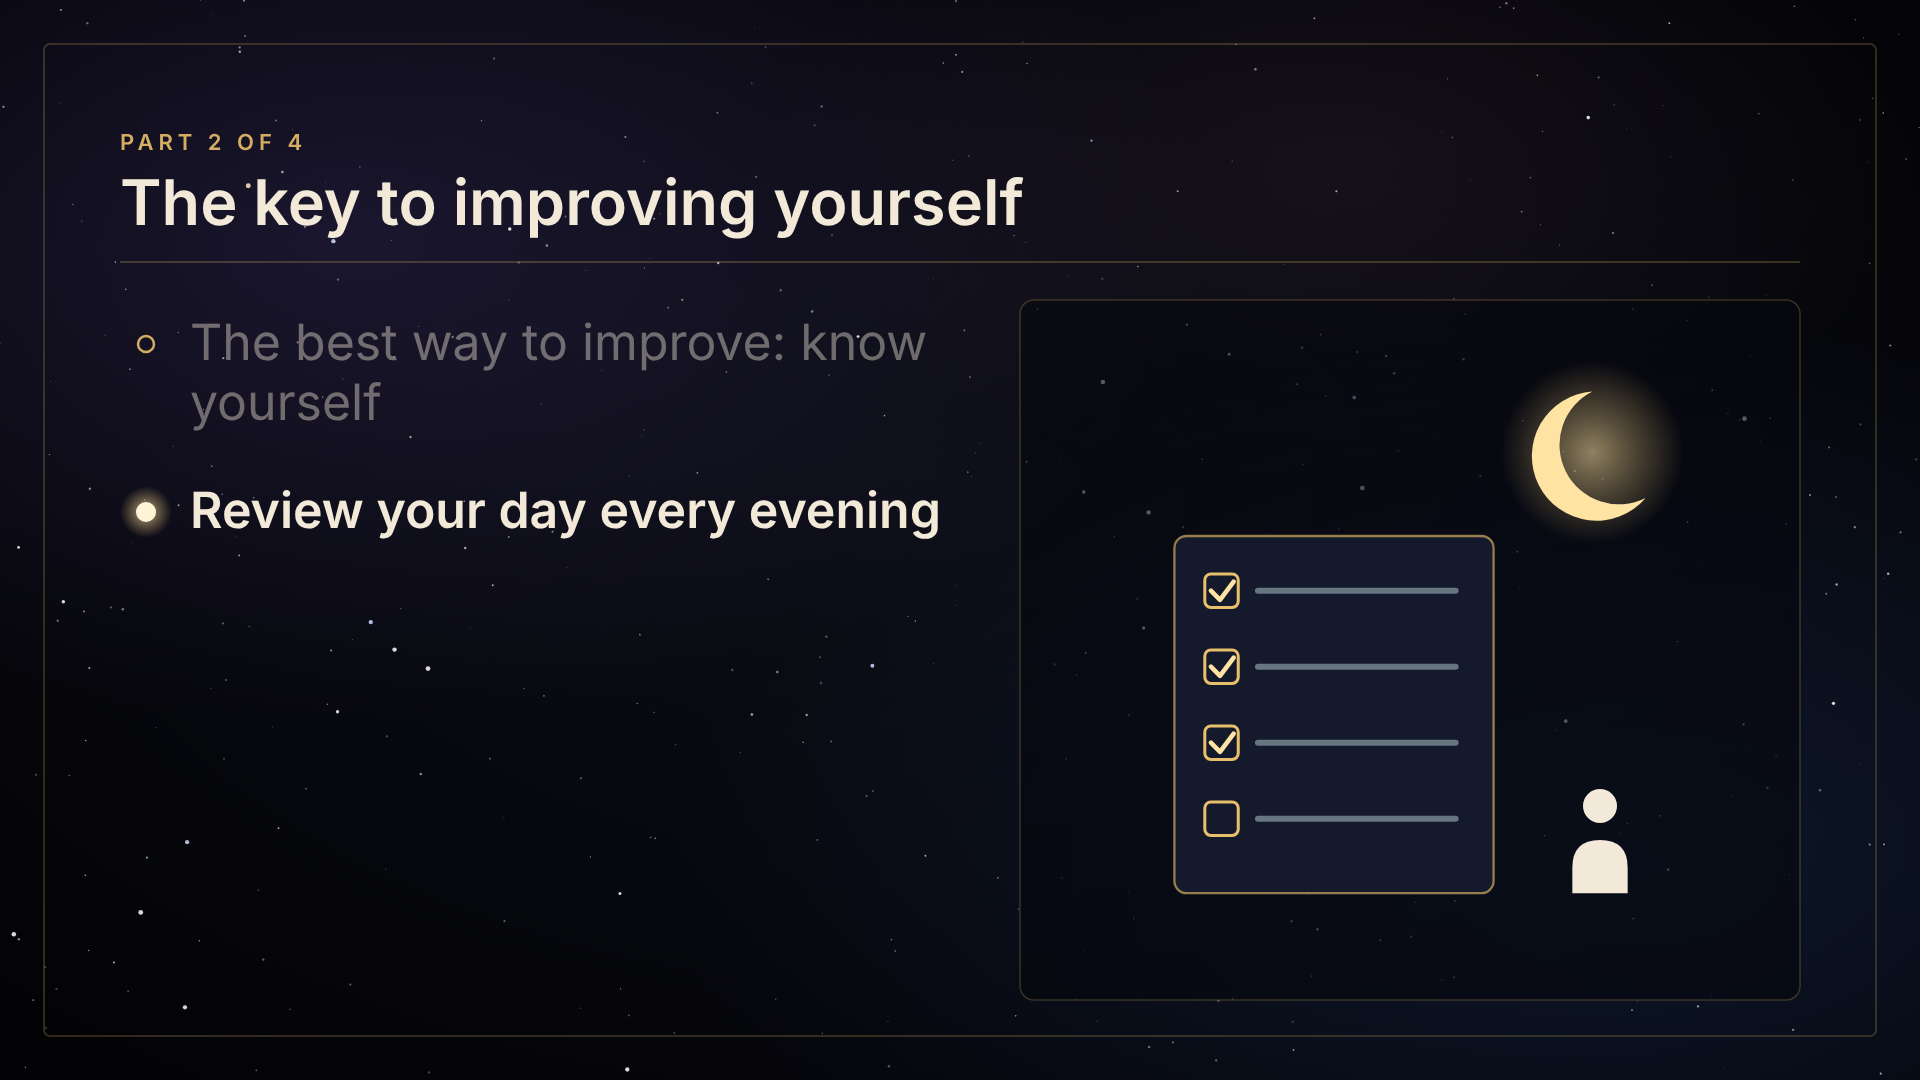 PART 2 OF 4
The key to improving yourself
The best way to improve: know
yourself
Review your day every evening